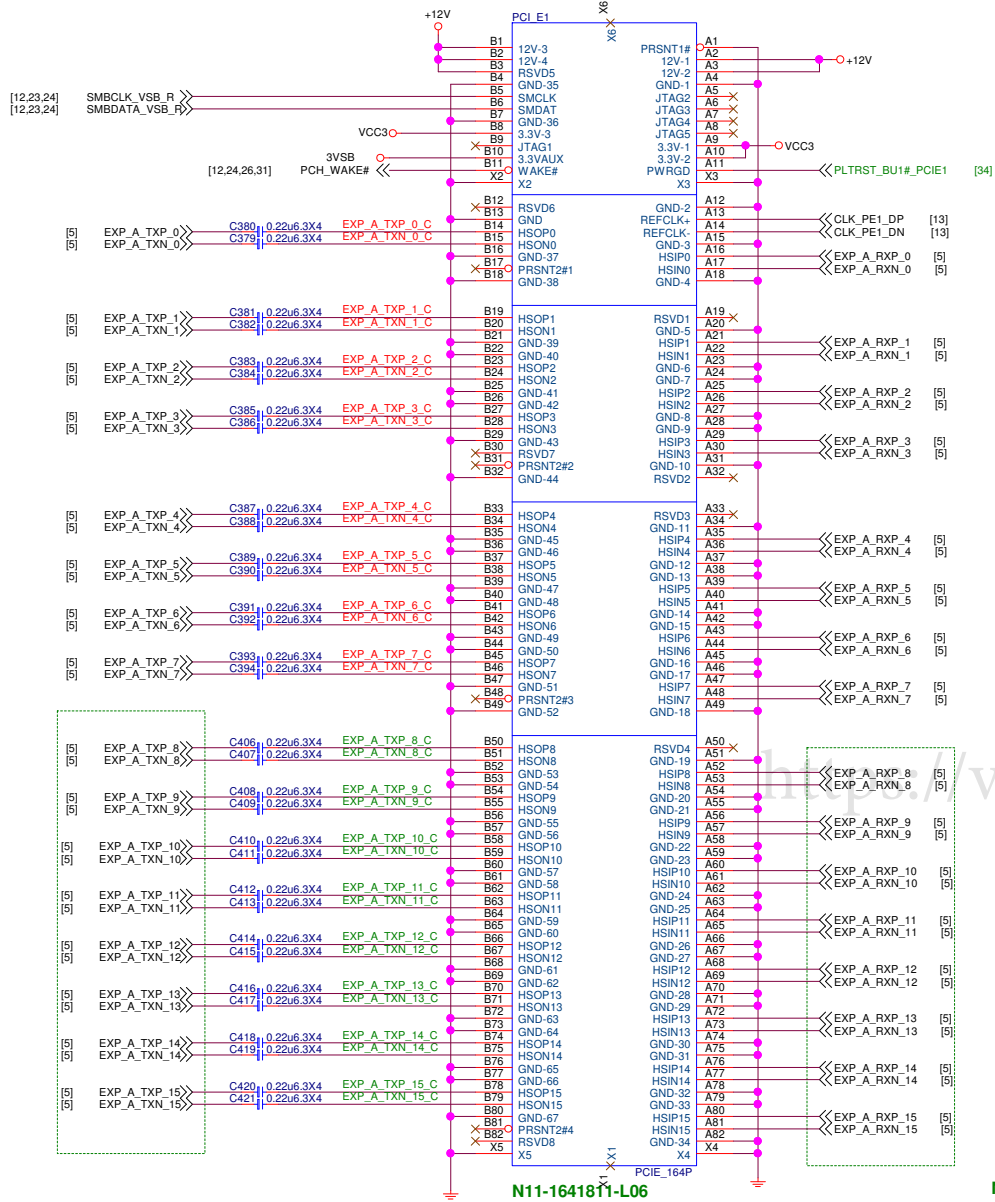 X6
+12V PCI_E1 X6
B1 12V-3 PRSNT1# A1
B2 12V-4 12V-1 A2 +12V
B3 RSVD5 12V-2 A3
B4 GND-35 GND-1 A4
[12,23,24] SMBCLK_VSB_R B5 SMCLK JTAG2 A5
[12,23,24] SMBDATA_VSB_R B6 SMDAT JTAG3 A6
B7 GND-36 JTAG4 A7
VCC3 B8 3.3V-3 JTAG5 A8
B9 JTAG1 3.3V-1 A9 VCC3
3VSB B10 3.3VAUX 3.3V-2 A10
[12,24,26,31] PCH_WAKE# B11 WAKE# PWRGD A11 PLTRST_BU1#_PCIE1 [34]
X2 X2 X3 X3
B12 RSVD6 GND-2 A12
B13 GND REFCLK+ A13 CLK_PE1_DP [13]
[5] EXP_A_TXP_0 C380 0.22u6.3X4 EXP_A_TXP_0_C B14 HSOP0 REFCLK- A14 CLK_PE1_DN [13]
[5] EXP_A_TXN_0 C379 0.22u6.3X4 EXP_A_TXN_0_C B15 HSON0 GND-3 A15
B16 GND-37 HSIP0 A16 EXP_A_RXP_0 [5]
B17 PRSNT2#1 HSIN0 A17 EXP_A_RXN_0 [5]
B18 GND-38 GND-4 A18
[5] EXP_A_TXP_1 C381 0.22u6.3X4 EXP_A_TXP_1_C B19 HSOP1 RSVD1 A19
[5] EXP_A_TXN_1 C382 0.22u6.3X4 EXP_A_TXN_1_C B20 HSON1 GND-5 A20
B21 GND-39 HSIP1 A21 EXP_A_RXP_1 [5]
B22 GND-40 HSIN1 A22 EXP_A_RXN_1 [5]
[5] EXP_A_TXP_2 C383 0.22u6.3X4 EXP_A_TXP_2_C B23 HSOP2 GND-6 A23
[5] EXP_A_TXN_2 C384 0.22u6.3X4 EXP_A_TXN_2_C B24 HSON2 GND-7 A24
B25 GND-41 HSIP2 A25 EXP_A_RXP_2 [5]
B26 GND-42 HSIN2 A26 EXP_A_RXN_2 [5]
[5] EXP_A_TXP_3 C385 0.22u6.3X4 EXP_A_TXP_3_C B27 HSOP3 GND-8 A27
[5] EXP_A_TXN_3 C386 0.22u6.3X4 EXP_A_TXN_3_C B28 HSON3 GND-9 A28
B29 GND-43 HSIP3 A29 EXP_A_RXP_3 [5]
B30 RSVD7 HSIN3 A30 EXP_A_RXN_3 [5]
B31 PRSNT2#2 GND-10 A31
B32 GND-44 RSVD2 A32
[5] EXP_A_TXP_4 C387 0.22u6.3X4 EXP_A_TXP_4_C B33 HSOP4 RSVD3 A33
[5] EXP_A_TXN_4 C388 0.22u6.3X4 EXP_A_TXN_4_C B34 HSON4 GND-11 A34
B35 GND-45 HSIP4 A35 EXP_A_RXP_4 [5]
B36 GND-46 HSIN4 A36 EXP_A_RXN_4 [5]
[5] EXP_A_TXP_5 C389 0.22u6.3X4 EXP_A_TXP_5_C B37 HSOP5 GND-12 A37
[5] EXP_A_TXN_5 C390 0.22u6.3X4 EXP_A_TXN_5_C B38 HSON5 GND-13 A38
B39 GND-47 HSIP5 A39 EXP_A_RXP_5 [5]
B40 GND-48 HSIN5 A40 EXP_A_RXN_5 [5]
[5] EXP_A_TXP_6 C391 0.22u6.3X4 EXP_A_TXP_6_C B41 HSOP6 GND-14 A41
[5] EXP_A_TXN_6 C392 0.22u6.3X4 EXP_A_TXN_6_C B42 HSON6 GND-15 A42
B43 GND-49 HSIP6 A43 EXP_A_RXP_6 [5]
B44 GND-50 HSIN6 A44 EXP_A_RXN_6 [5]
[5] EXP_A_TXP_7 C393 0.22u6.3X4 EXP_A_TXP_7_C B45 HSOP7 GND-16 A45
[5] EXP_A_TXN_7 C394 0.22u6.3X4 EXP_A_TXN_7_C B46 HSON7 GND-17 A46
B47 GND-51 HSIP7 A47 EXP_A_RXP_7 [5]
B48 PRSNT2#3 HSIN7 A48 EXP_A_RXN_7 [5]
B49 GND-52 GND-18 A49
[5] EXP_A_TXP_8 C406 0.22u6.3X4 EXP_A_TXP_8_C B50 HSOP8 RSVD4 A50
[5] EXP_A_TXN_8 C407 0.22u6.3X4 EXP_A_TXN_8_C B51 HSON8 GND-19 A51
B52 GND-53 HSIP8 A52 EXP_A_RXP_8 [5]
B53 GND-54 HSIN8 A53 EXP_A_RXN_8 [5]
https://v
[5] EXP_A_TXP_9 C408 0.22u6.3X4 EXP_A_TXP_9_C B54 HSOP9 GND-20 A54
[5] EXP_A_TXN_9 C409 0.22u6.3X4 EXP_A_TXN_9_C B55 HSON9 GND-21 A55
B56 GND-55 HSIP9 A56 EXP_A_RXP_9 [5]
B57 GND-56 HSIN9 A57 EXP_A_RXN_9 [5]
[5] EXP_A_TXP_10 C410 0.22u6.3X4 EXP_A_TXP_10_C B58 HSOP10 GND-22 A58
[5] EXP_A_TXN_10 C411 0.22u6.3X4 EXP_A_TXN_10_C B59 HSON10 GND-23 A59
B60 GND-57 HSIP10 A60 EXP_A_RXP_10 [5]
B61 GND-58 HSIN10 A61 EXP_A_RXN_10 [5]
[5] EXP_A_TXP_11 C412 0.22u6.3X4 EXP_A_TXP_11_C B62 HSOP11 GND-24 A62
[5] EXP_A_TXN_11 C413 0.22u6.3X4 EXP_A_TXN_11_C B63 HSON11 GND-25 A63
B64 GND-59 HSIP11 A64 EXP_A_RXP_11 [5]
B65 GND-60 HSIN11 A65 EXP_A_RXN_11 [5]
[5] EXP_A_TXP_12 C414 0.22u6.3X4 EXP_A_TXP_12_C B66 HSOP12 GND-26 A66
[5] EXP_A_TXN_12 C415 0.22u6.3X4 EXP_A_TXN_12_C B67 HSON12 GND-27 A67
B68 GND-61 HSIP12 A68 EXP_A_RXP_12 [5]
B69 GND-62 HSIN12 A69 EXP_A_RXN_12 [5]
[5] EXP_A_TXP_13 C416 0.22u6.3X4 EXP_A_TXP_13_C B70 HSOP13 GND-28 A70
[5] EXP_A_TXN_13 C417 0.22u6.3X4 EXP_A_TXN_13_C B71 HSON13 GND-29 A71
B72 GND-63 HSIP13 A72 EXP_A_RXP_13 [5]
B73 GND-64 HSIN13 A73 EXP_A_RXN_13 [5]
[5] EXP_A_TXP_14 C418 0.22u6.3X4 EXP_A_TXP_14_C B74 HSOP14 GND-30 A74
[5] EXP_A_TXN_14 C419 0.22u6.3X4 EXP_A_TXN_14_C B75 HSON14 GND-31 A75
B76 GND-65 HSIP14 A76 EXP_A_RXP_14 [5]
B77 GND-66 HSIN14 A77 EXP_A_RXN_14 [5]
[5] EXP_A_TXP_15 C420 0.22u6.3X4 EXP_A_TXP_15_C B78 HSOP15 GND-32 A78
[5] EXP_A_TXN_15 C421 0.22u6.3X4 EXP_A_TXN_15_C B79 HSON15 GND-33 A79
B80 GND-67 HSIP15 A80 EXP_A_RXP_15 [5]
B81 PRSNT2#4 HSIN15 A81 EXP_A_RXN_15 [5]
B82 RSVD8 GND-34 A82
X5 X5 X1 X4 X4
PCIE_164P
X1
N11-1641811-L06